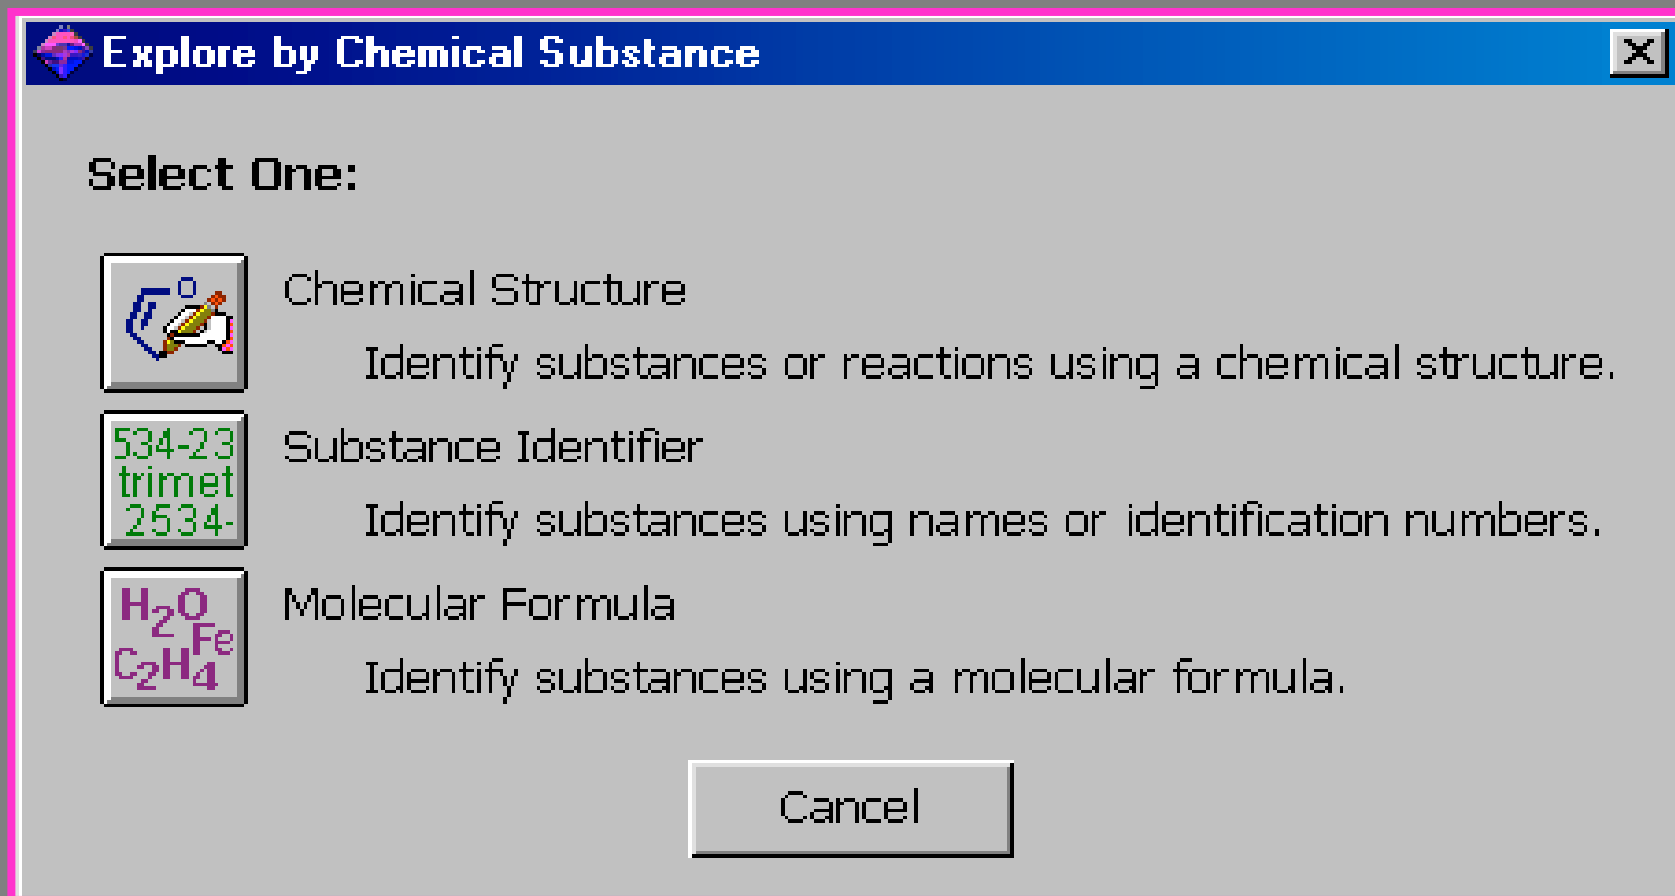 Explore by Chemical Substance
Select One:
Chemical Structure
Identify substances or reactions using a chemical structure.
534-23
trimet
2534-
Substance Identifier
Identify substances using names or identification numbers.
H2O
Fe
C2H4
Molecular Formula
Identify substances using a molecular formula.
Cancel